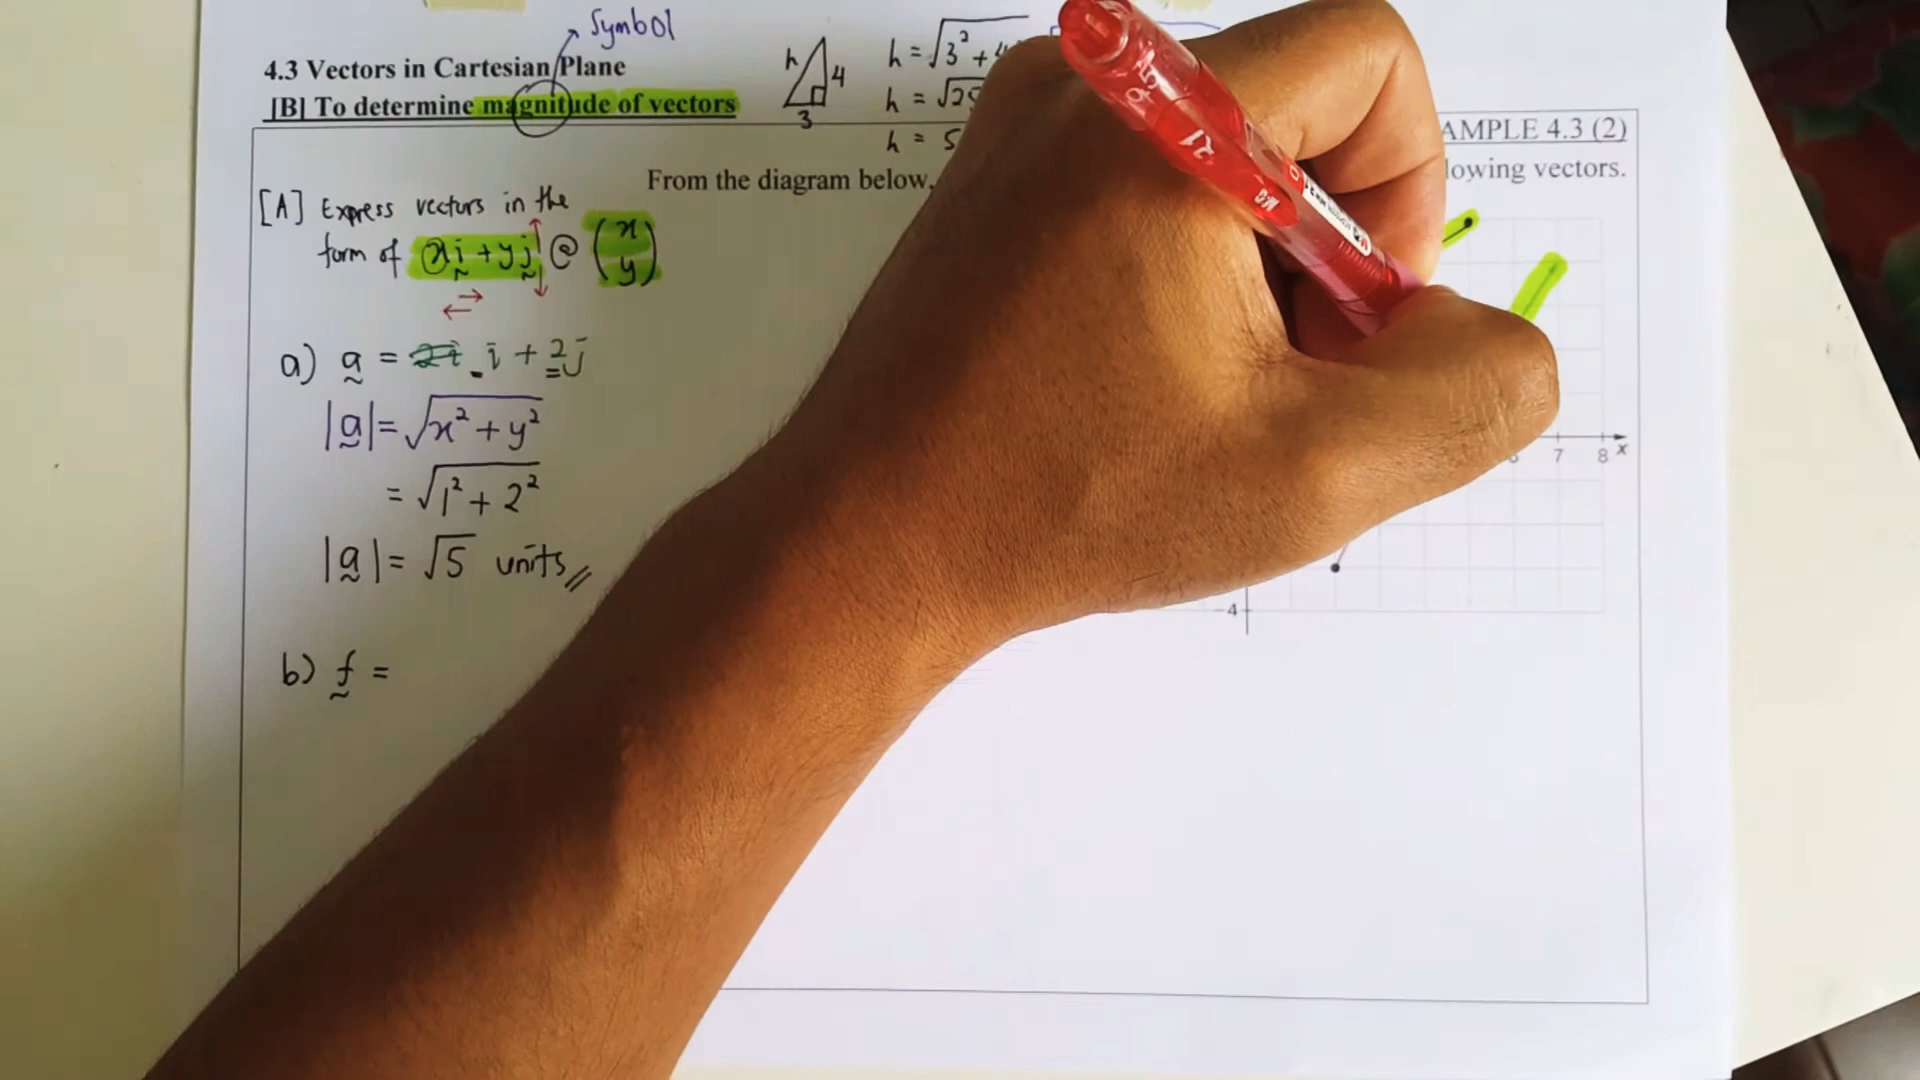 Symbol
4.3 Vectors in Cartesian Plane
[B] To determine magnitude of vectors
h 4
3
h = √3² + 4
h = √25
h = 5
AMPLE 4.3 (2)
From the diagram below, lowing vectors.
[A] Express vectors in the
form of xi + yj @ (x y)
a) a = 2i i + 2j
|a| = √x² + y²
= √1² + 2²
|a| = √5 units //
b) f =
7 8 x
-4